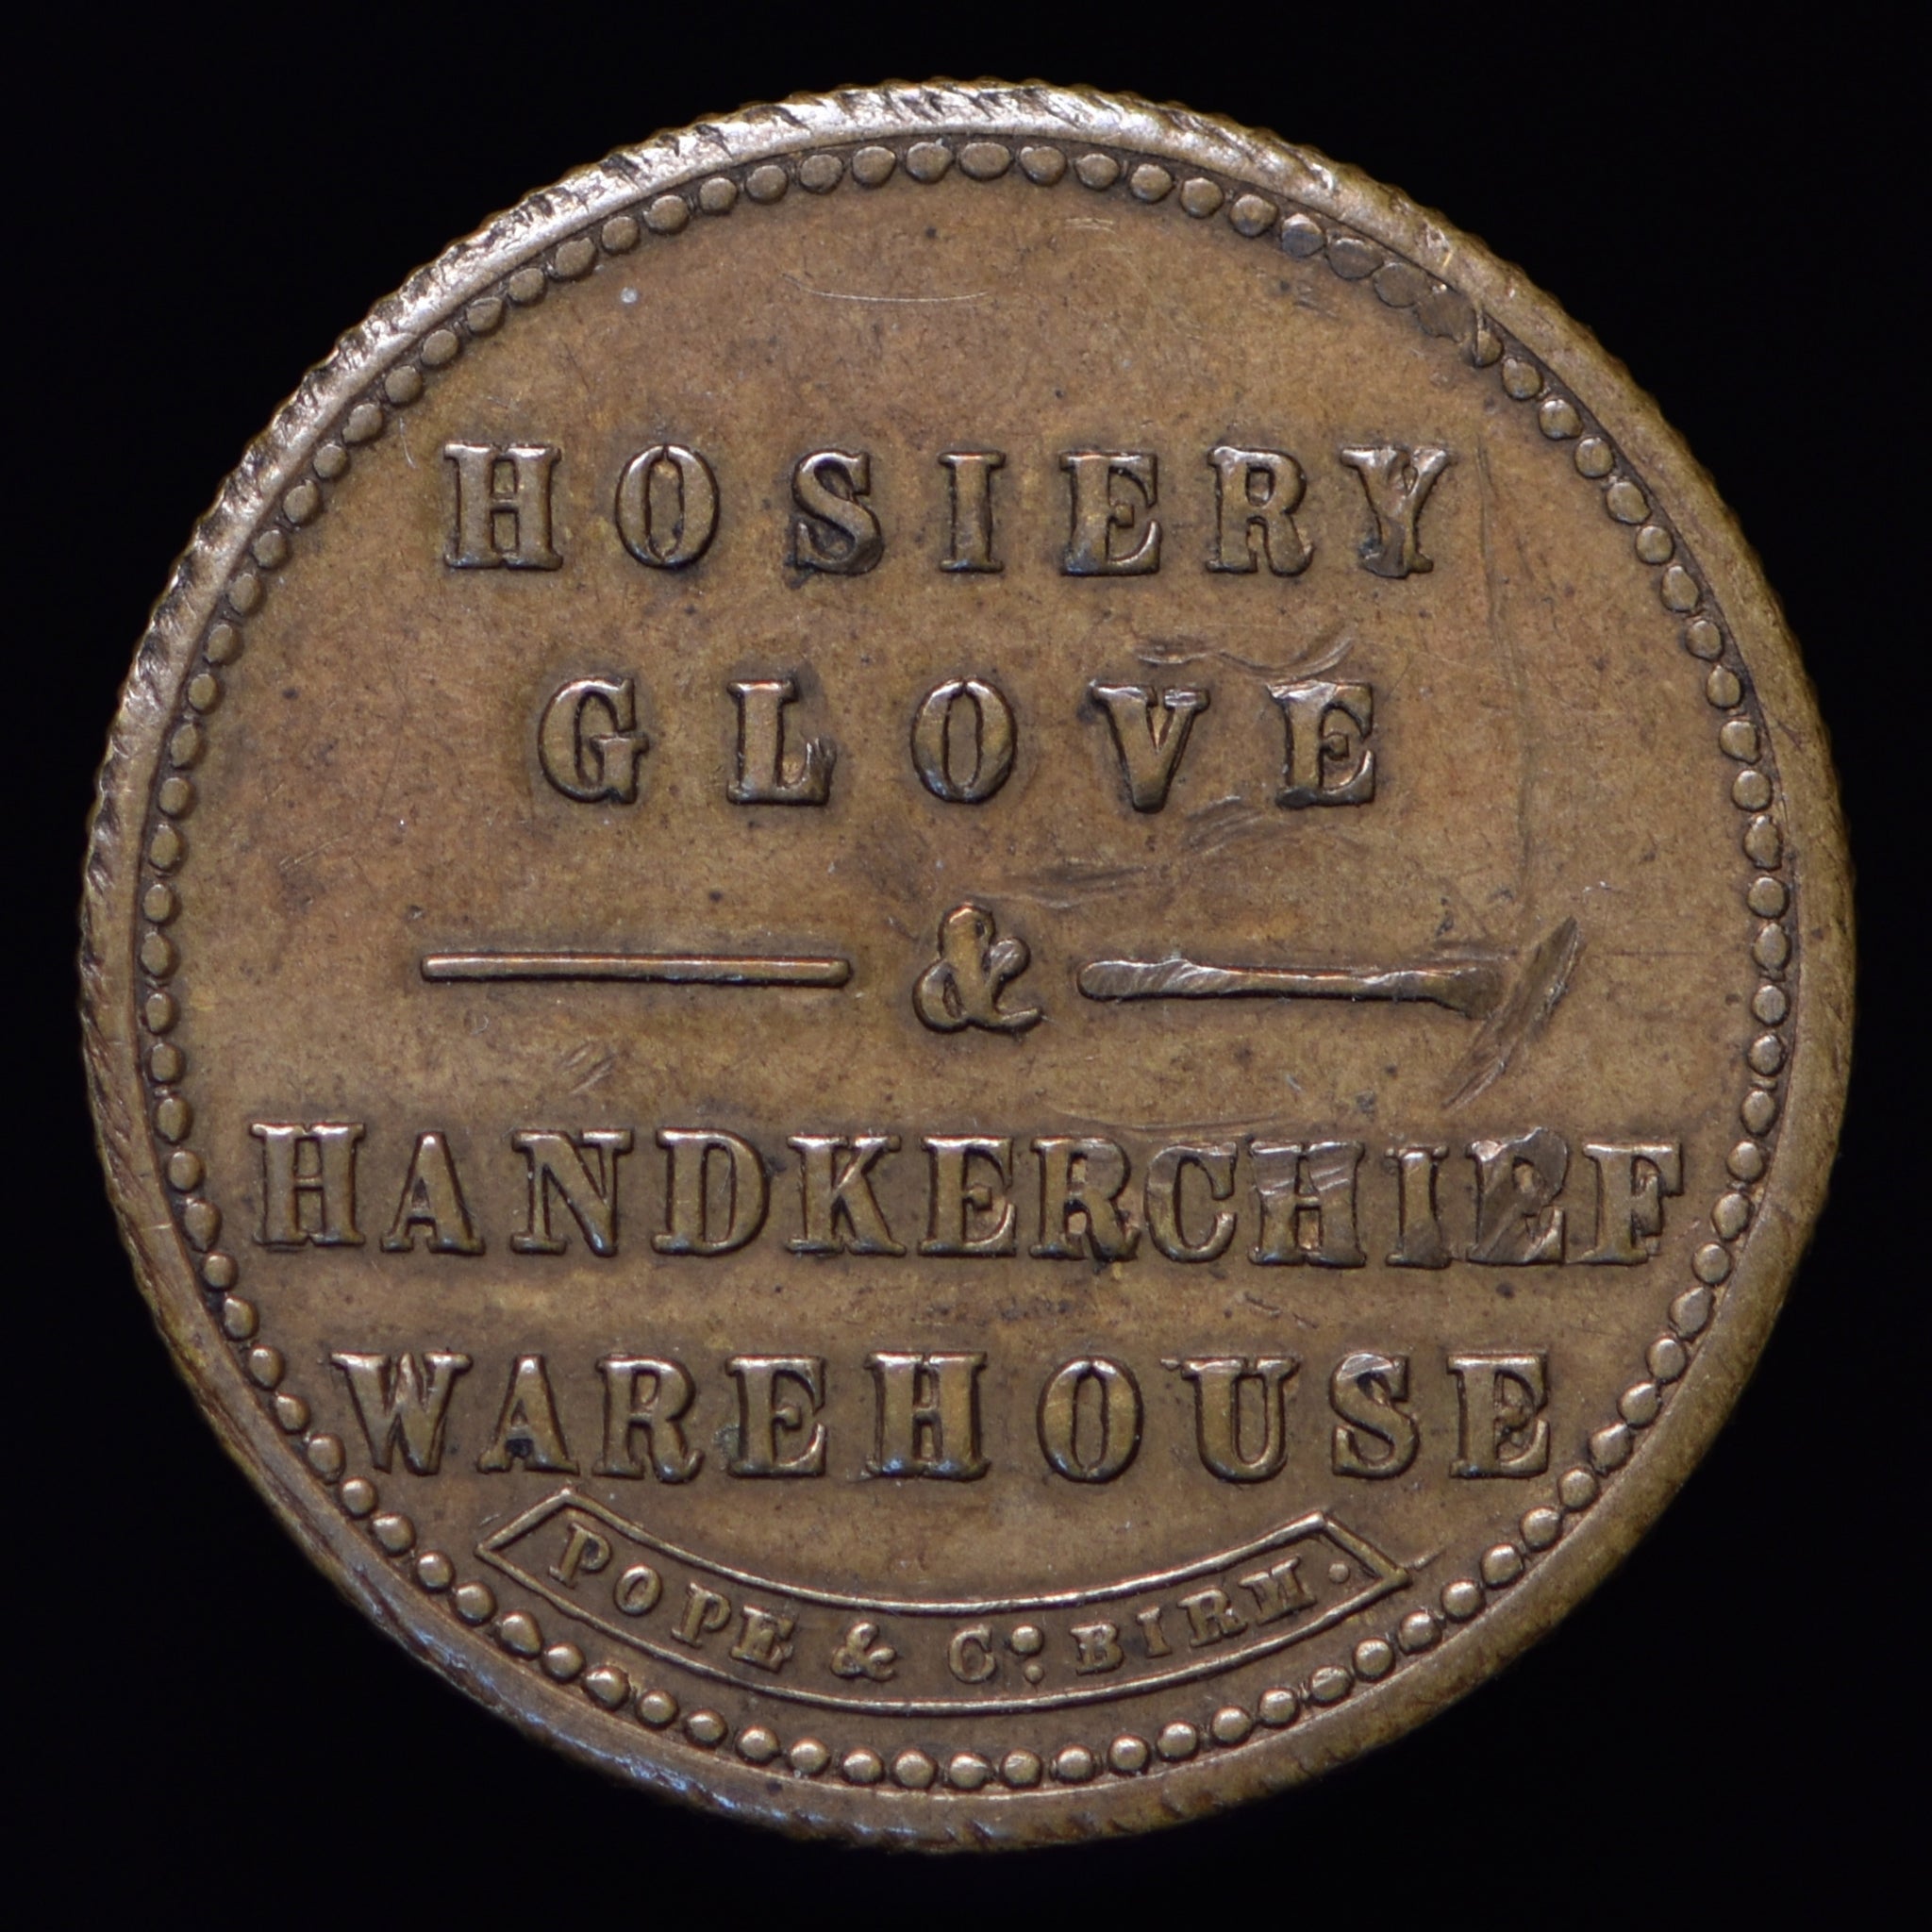 HOSIERY
GLOVE
&
HANDKERCHIEF
WAREHOUSE
POPE & Co. BIRM.